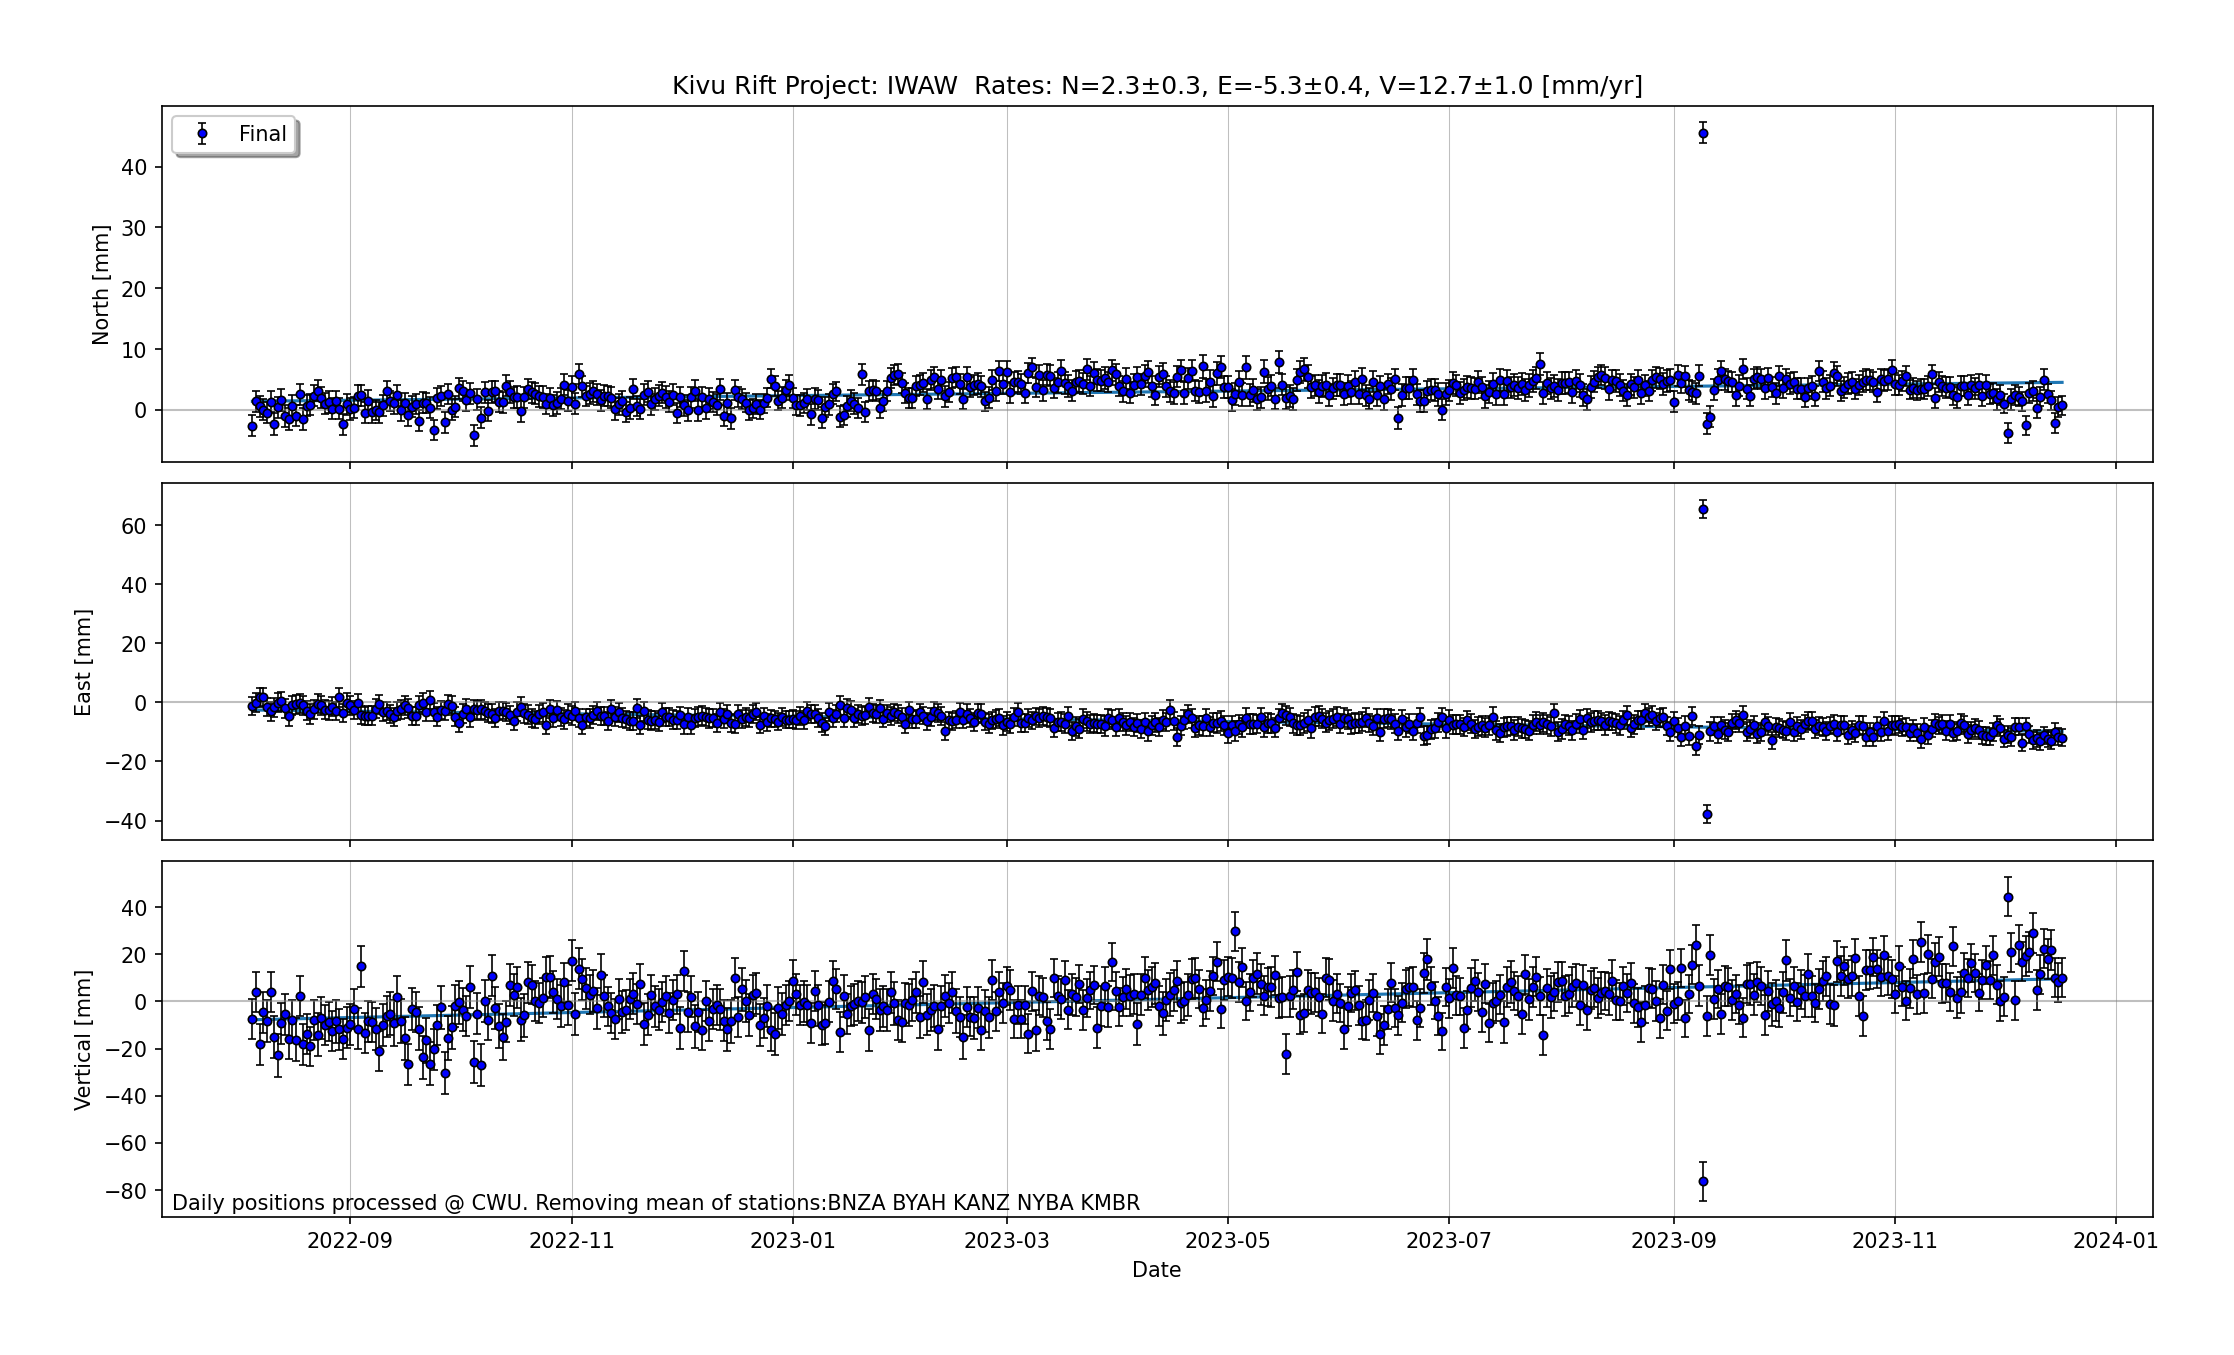 Kivu Rift Project: IWAW  Rates: N=2.3±0.3, E=-5.3±0.4, V=12.7±1.0 [mm/yr]
Final
North [mm]
40
30
20
10
0
East [mm]
60
40
20
0
−20
−40
Vertical [mm]
40
20
0
−20
−40
−60
−80
Daily positions processed @ CWU. Removing mean of stations:BNZA BYAH KANZ NYBA KMBR
2022-09 2022-11 2023-01 2023-03 2023-05 2023-07 2023-09 2023-11 2024-01
Date